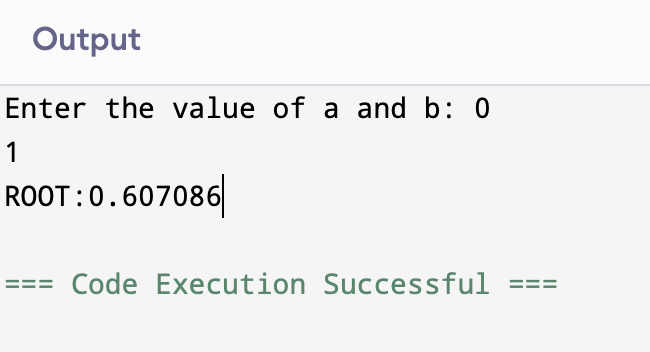 Output
Enter the value of a and b: 0
1
ROOT:0.607086
=== Code Execution Successful ===